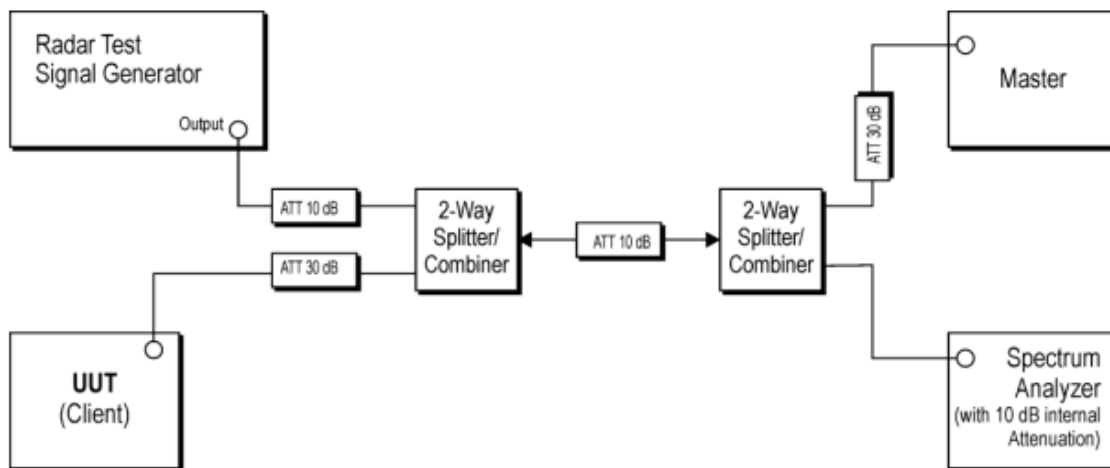 Radar Test
Signal Generator
Output
ATT 10 dB
ATT 30 dB
UUT
(Client)
2-Way
Splitter/
Combiner
ATT 10 dB
2-Way
Splitter/
Combiner
ATT 30 dB
Master
Spectrum
Analyzer
(with 10 dB internal
Attenuation)